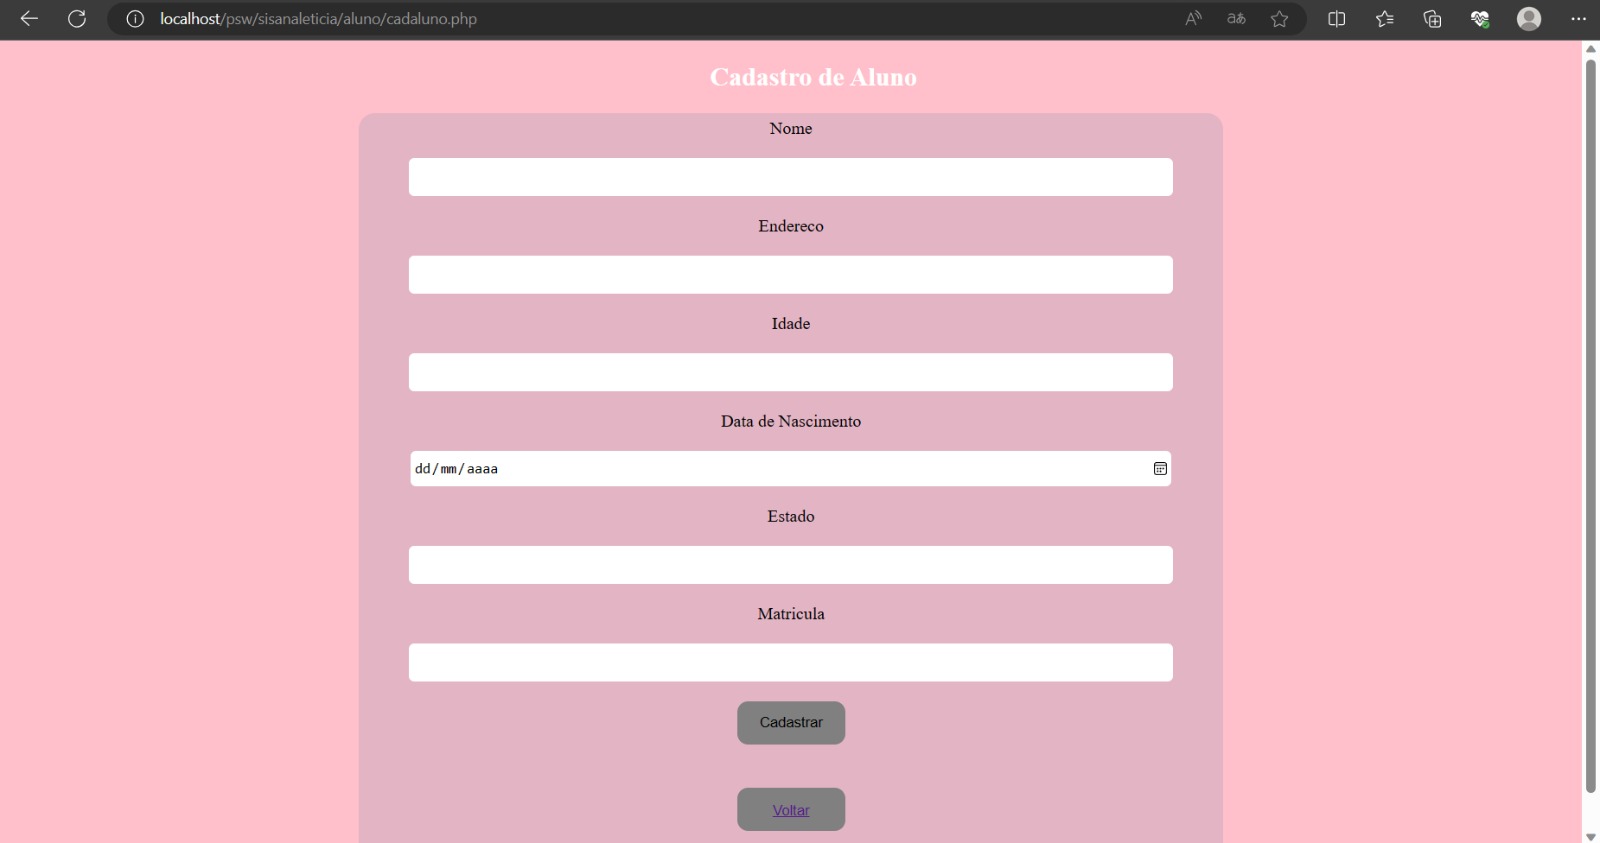 localhost/psw/sisanaleticia/aluno/cadaluno.php
Cadastro de Aluno
Nome
Endereco
Idade
Data de Nascimento
dd/mm/aaaa
Estado
Matricula
Cadastrar
Voltar